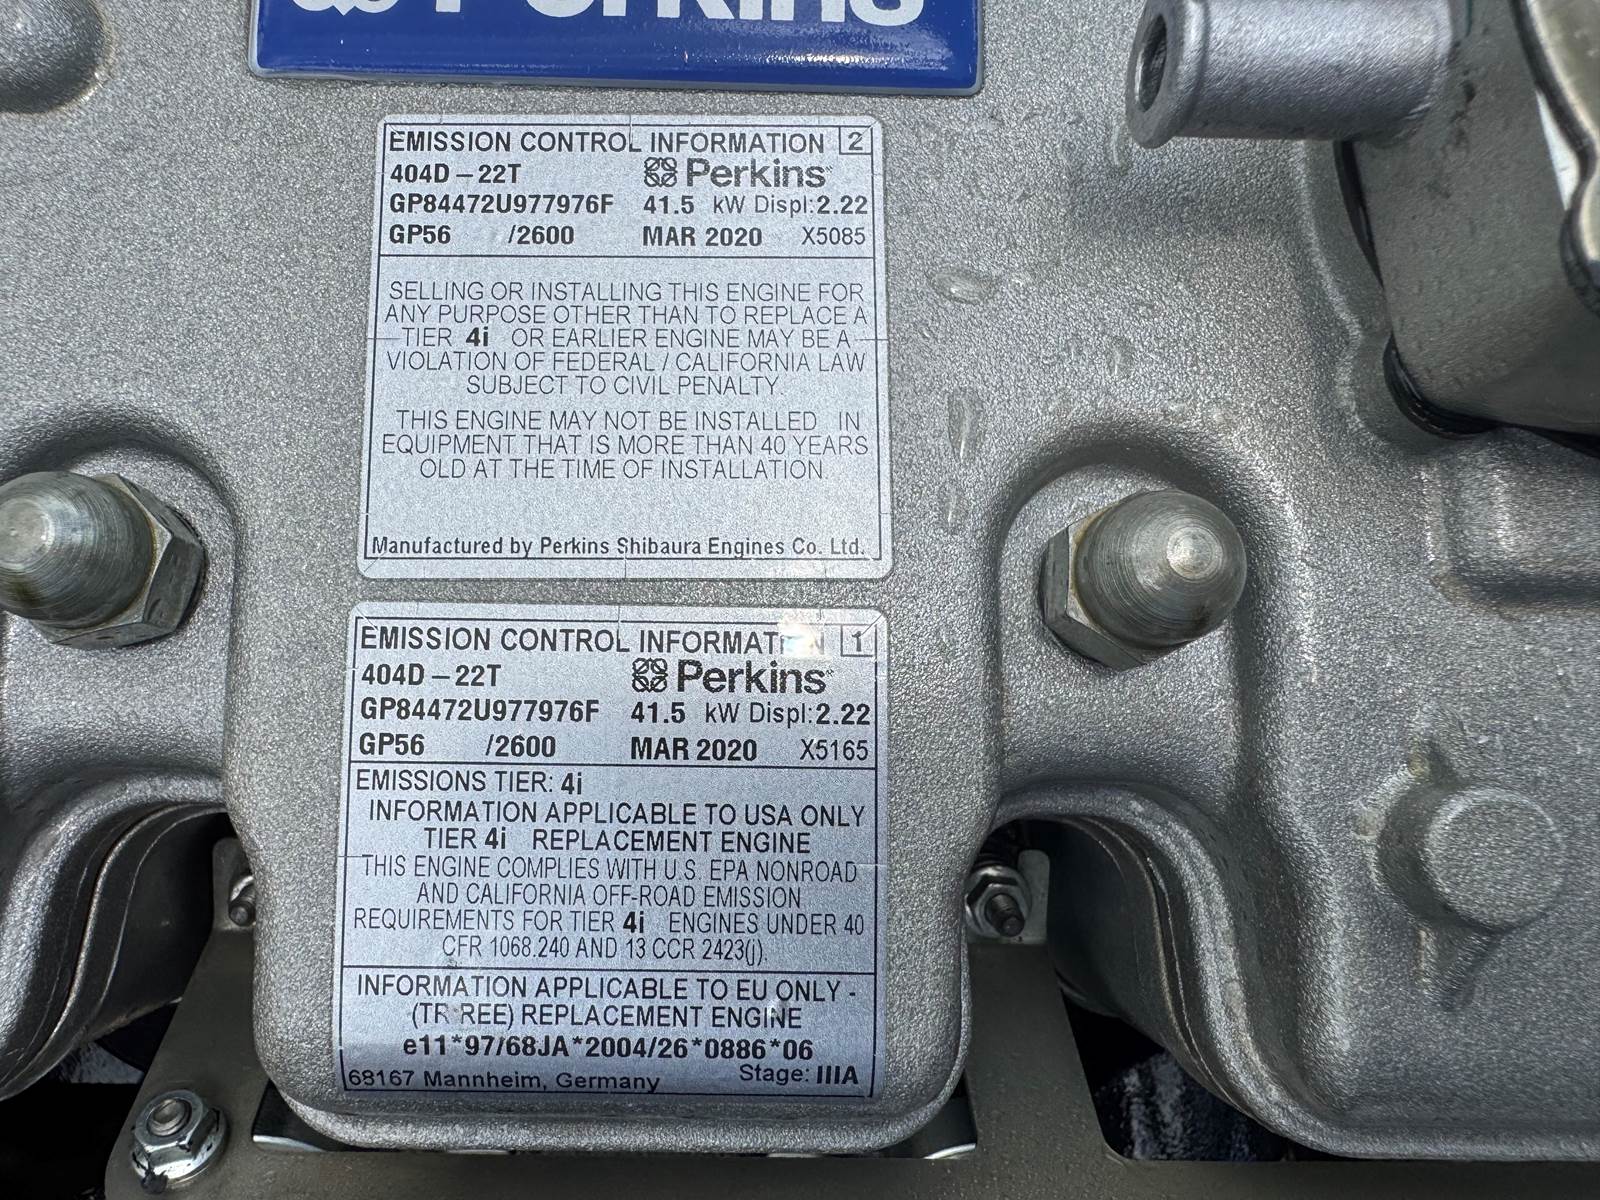 Perkins
EMISSION CONTROL INFORMATION 2
404D-22T Perkins
GP84472U977976F 41.5 kW Displ:2.22
GP56 /2600 MAR 2020 X5085
SELLING OR INSTALLING THIS ENGINE FOR
ANY PURPOSE OTHER THAN TO REPLACE A
TIER 4i OR EARLIER ENGINE MAY BE A
VIOLATION OF FEDERAL / CALIFORNIA LAW
SUBJECT TO CIVIL PENALTY.
THIS ENGINE MAY NOT BE INSTALLED IN
EQUIPMENT THAT IS MORE THAN 40 YEARS
OLD AT THE TIME OF INSTALLATION.
Manufactured by Perkins Shibaura Engines Co. Ltd.
EMISSION CONTROL INFORMATION 1
404D-22T Perkins
GP84472U977976F 41.5 kW Displ:2.22
GP56 /2600 MAR 2020 X5165
EMISSIONS TIER: 4i
INFORMATION APPLICABLE TO USA ONLY
TIER 4i REPLACEMENT ENGINE
THIS ENGINE COMPLIES WITH U.S. EPA NONROAD
AND CALIFORNIA OFF-ROAD EMISSION
REQUIREMENTS FOR TIER 4i ENGINES UNDER 40
CFR 1068.240 AND 13 CCR 2423(j).
INFORMATION APPLICABLE TO EU ONLY -
(TR REE) REPLACEMENT ENGINE
e11*97/68JA*2004/26*0886*06
68167 Mannheim, Germany Stage: IIIA